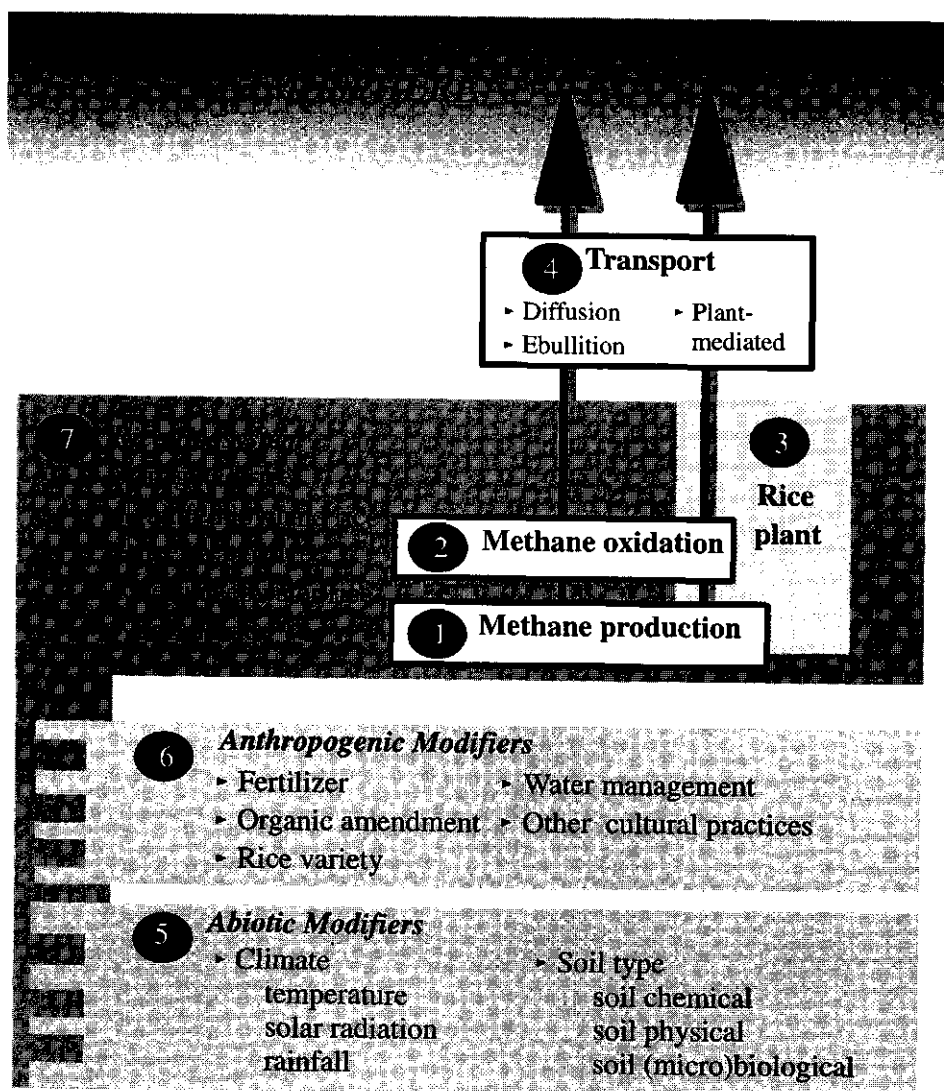 4 Transport
▸ Diffusion ▸ Plant-
▸ Ebullition mediated
7
3
Rice
plant
2 Methane oxidation
1 Methane production
6 Anthropogenic Modifiers
▸ Fertilizer ▸ Water management
▸ Organic amendment ▸ Other cultural practices
▸ Rice variety
5 Abiotic Modifiers
▸ Climate ▸ Soil type
temperature soil chemical
solar radiation soil physical
rainfall soil (micro)biological